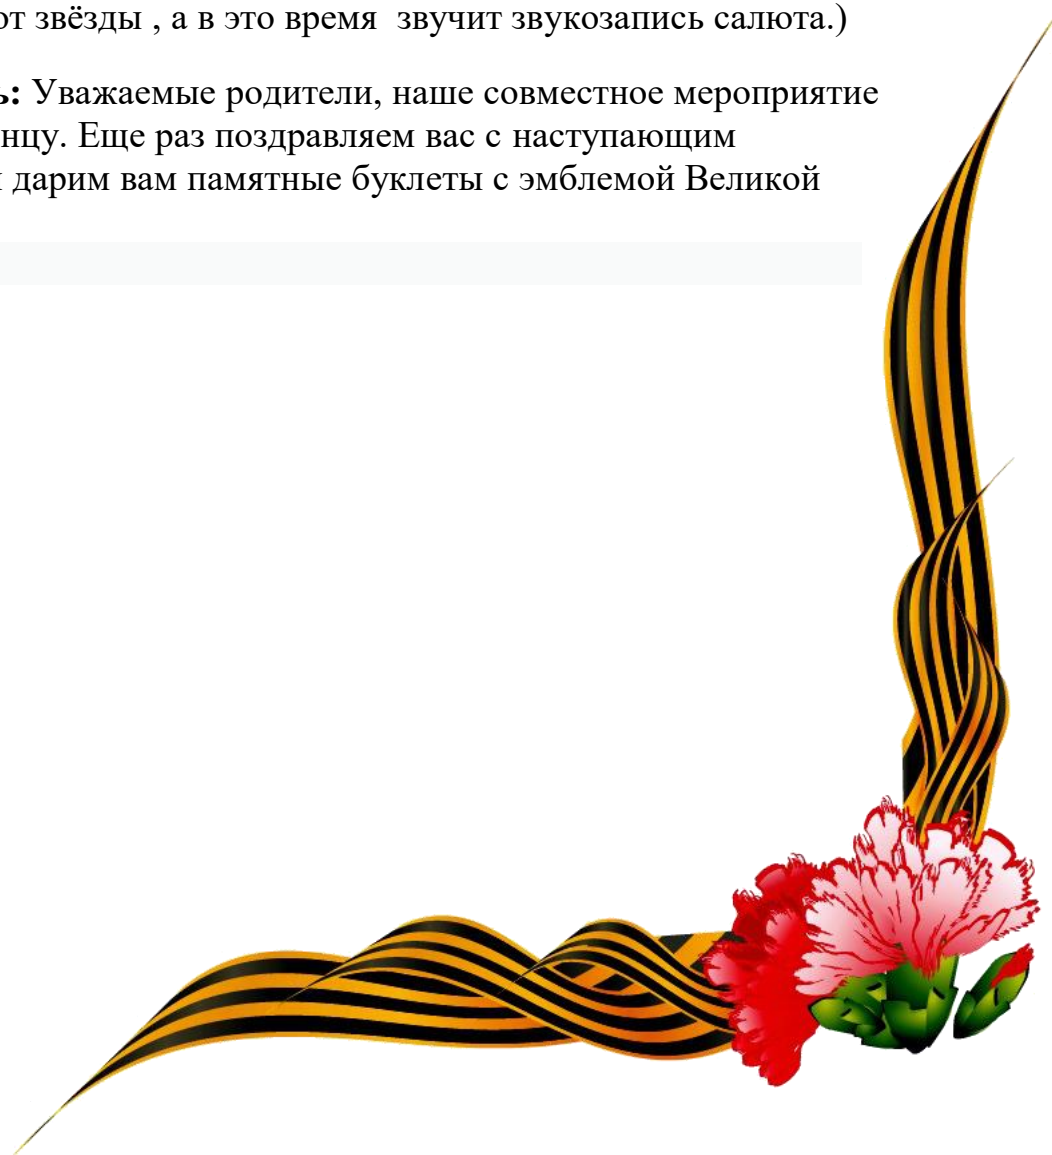 от звёзды , а в это время  звучит звукозапись салюта.)
ь: Уважаемые родители, наше совместное мероприятие
нцу. Еще раз поздравляем вас с наступающим
дарим вам памятные буклеты с эмблемой Великой